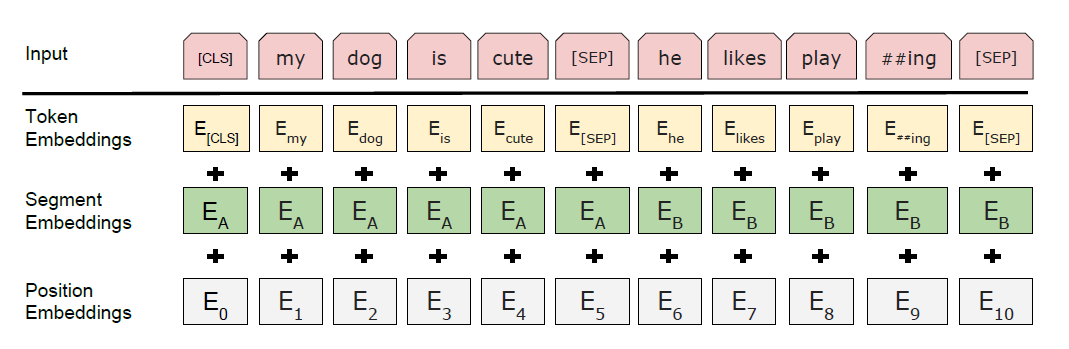 Input [CLS] my dog is cute [SEP] he likes play ##ing [SEP]
Token Embeddings E[CLS] Emy Edog Eis Ecute E[SEP] Ehe Elikes Eplay E##ing E[SEP]
+ + + + + + + + + + +
Segment Embeddings EA EA EA EA EA EA EB EB EB EB EB
+ + + + + + + + + + +
Position Embeddings E0 E1 E2 E3 E4 E5 E6 E7 E8 E9 E10